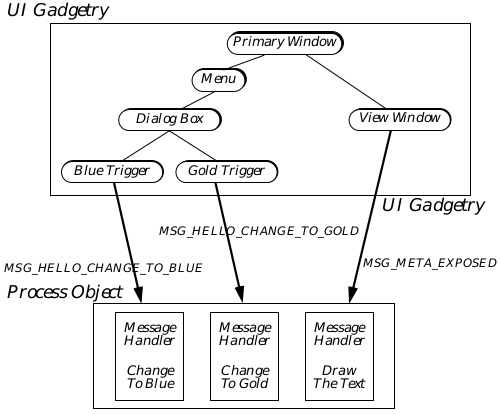 UI Gadgetry
Primary Window
Menu
Dialog Box
View Window
Blue Trigger
Gold Trigger
UI Gadgetry
MSG_HELLO_CHANGE_TO_GOLD
MSG_META_EXPOSED
MSG_HELLO_CHANGE_TO_BLUE
Process Object
Message
Handler
Change
To Blue
Message
Handler
Change
To Gold
Message
Handler
Draw
The Text